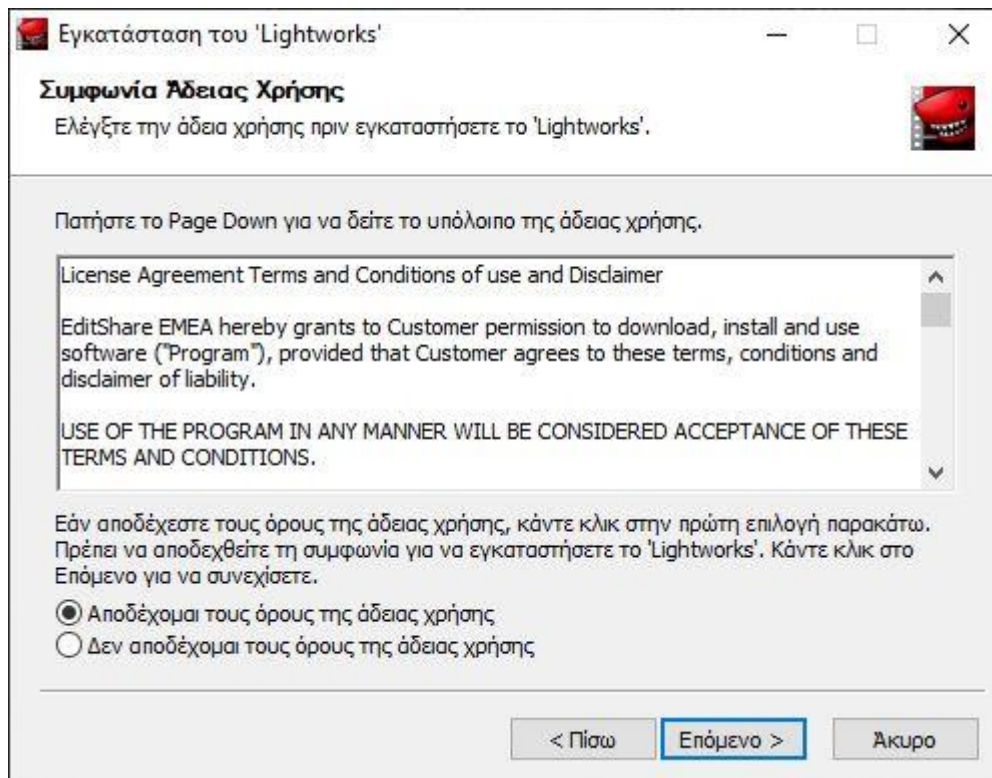 Εγκατάσταση του 'Lightworks'
Συμφωνία Άδειας Χρήσης
Ελέγξτε την άδεια χρήσης πριν εγκαταστήσετε το 'Lightworks'.
Πατήστε το Page Down για να δείτε το υπόλοιπο της άδειας χρήσης.
License Agreement Terms and Conditions of use and Disclaimer
EditShare EMEA hereby grants to Customer permission to download, install and use
software ("Program"), provided that Customer agrees to these terms, conditions and
disclaimer of liability.
USE OF THE PROGRAM IN ANY MANNER WILL BE CONSIDERED ACCEPTANCE OF THESE
TERMS AND CONDITIONS.
Εάν αποδέχεστε τους όρους της άδειας χρήσης, κάντε κλικ στην πρώτη επιλογή παρακάτω.
Πρέπει να αποδεχθείτε τη συμφωνία για να εγκαταστήσετε το 'Lightworks'. Κάντε κλικ στο
Επόμενο για να συνεχίσετε.
Αποδέχομαι τους όρους της άδειας χρήσης
Δεν αποδέχομαι τους όρους της άδειας χρήσης
< Πίσω Επόμενο > Άκυρο